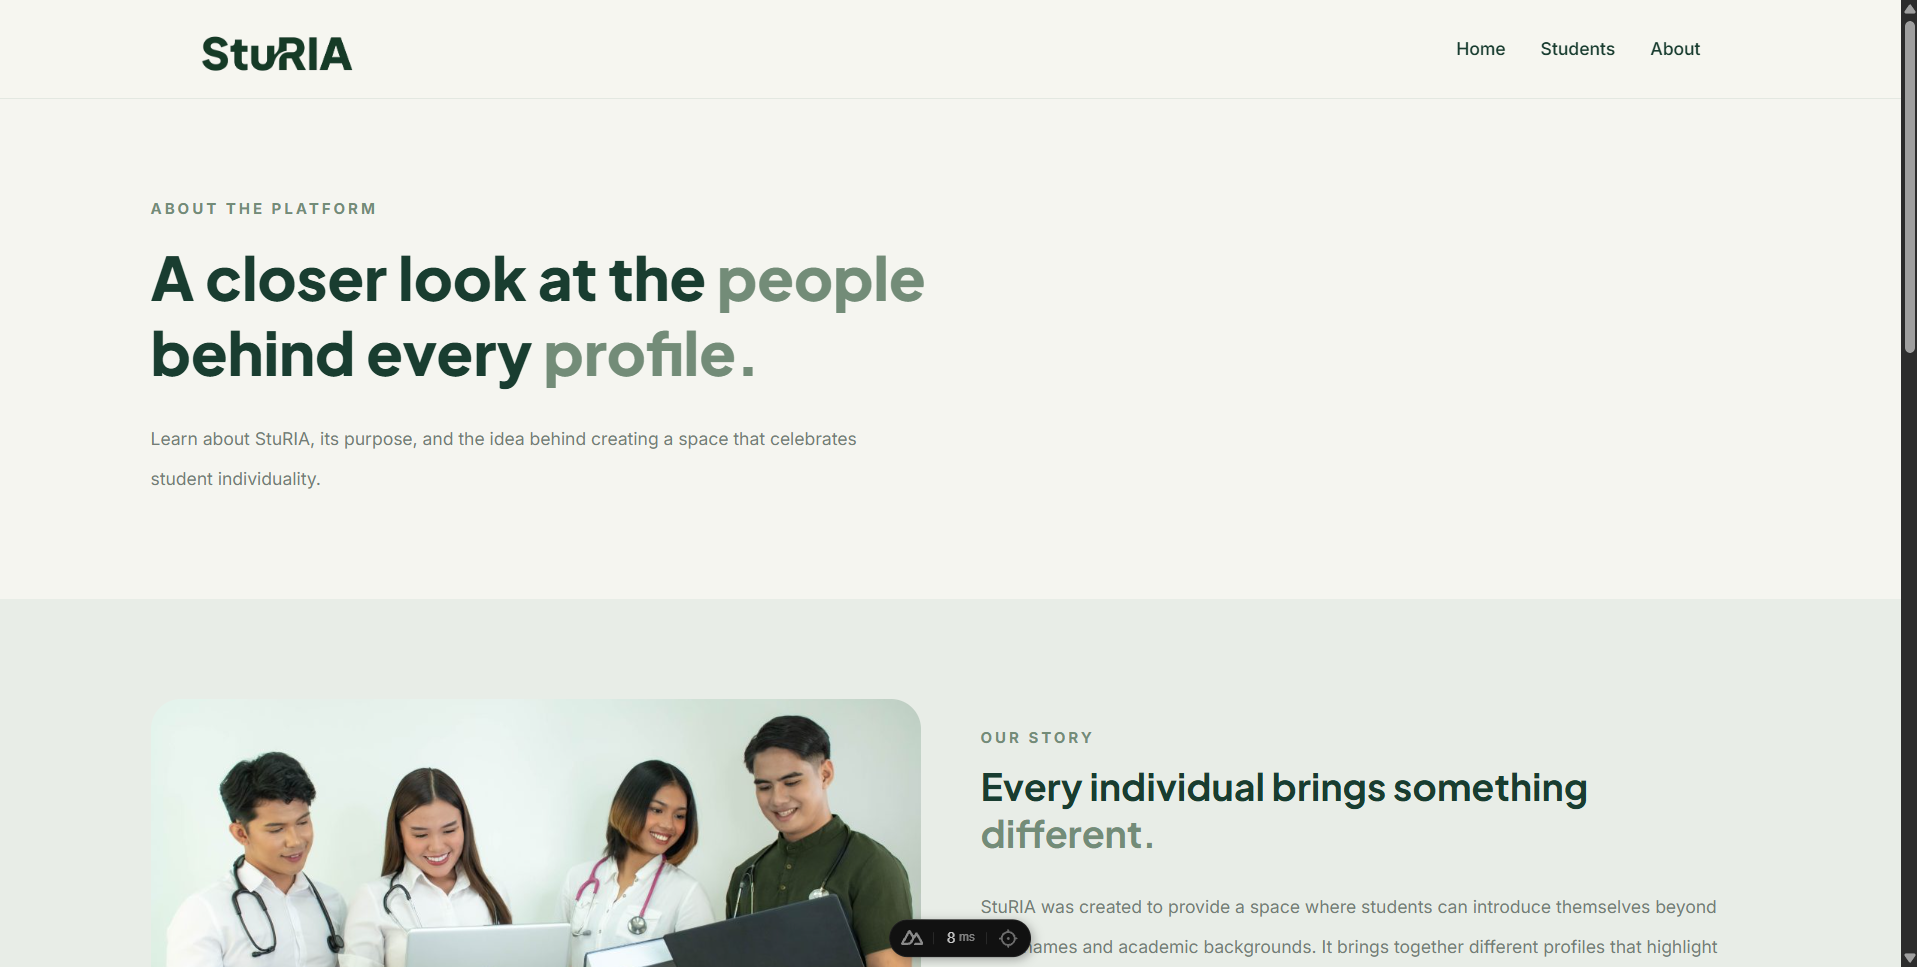 StuRIA
Home Students About
ABOUT THE PLATFORM
A closer look at the people
behind every profile.
Learn about StuRIA, its purpose, and the idea behind creating a space that celebrates
student individuality.
OUR STORY
Every individual brings something
different.
StuRIA was created to provide a space where students can introduce themselves beyond
and academic backgrounds. It brings together different profiles that highlight
8 ms